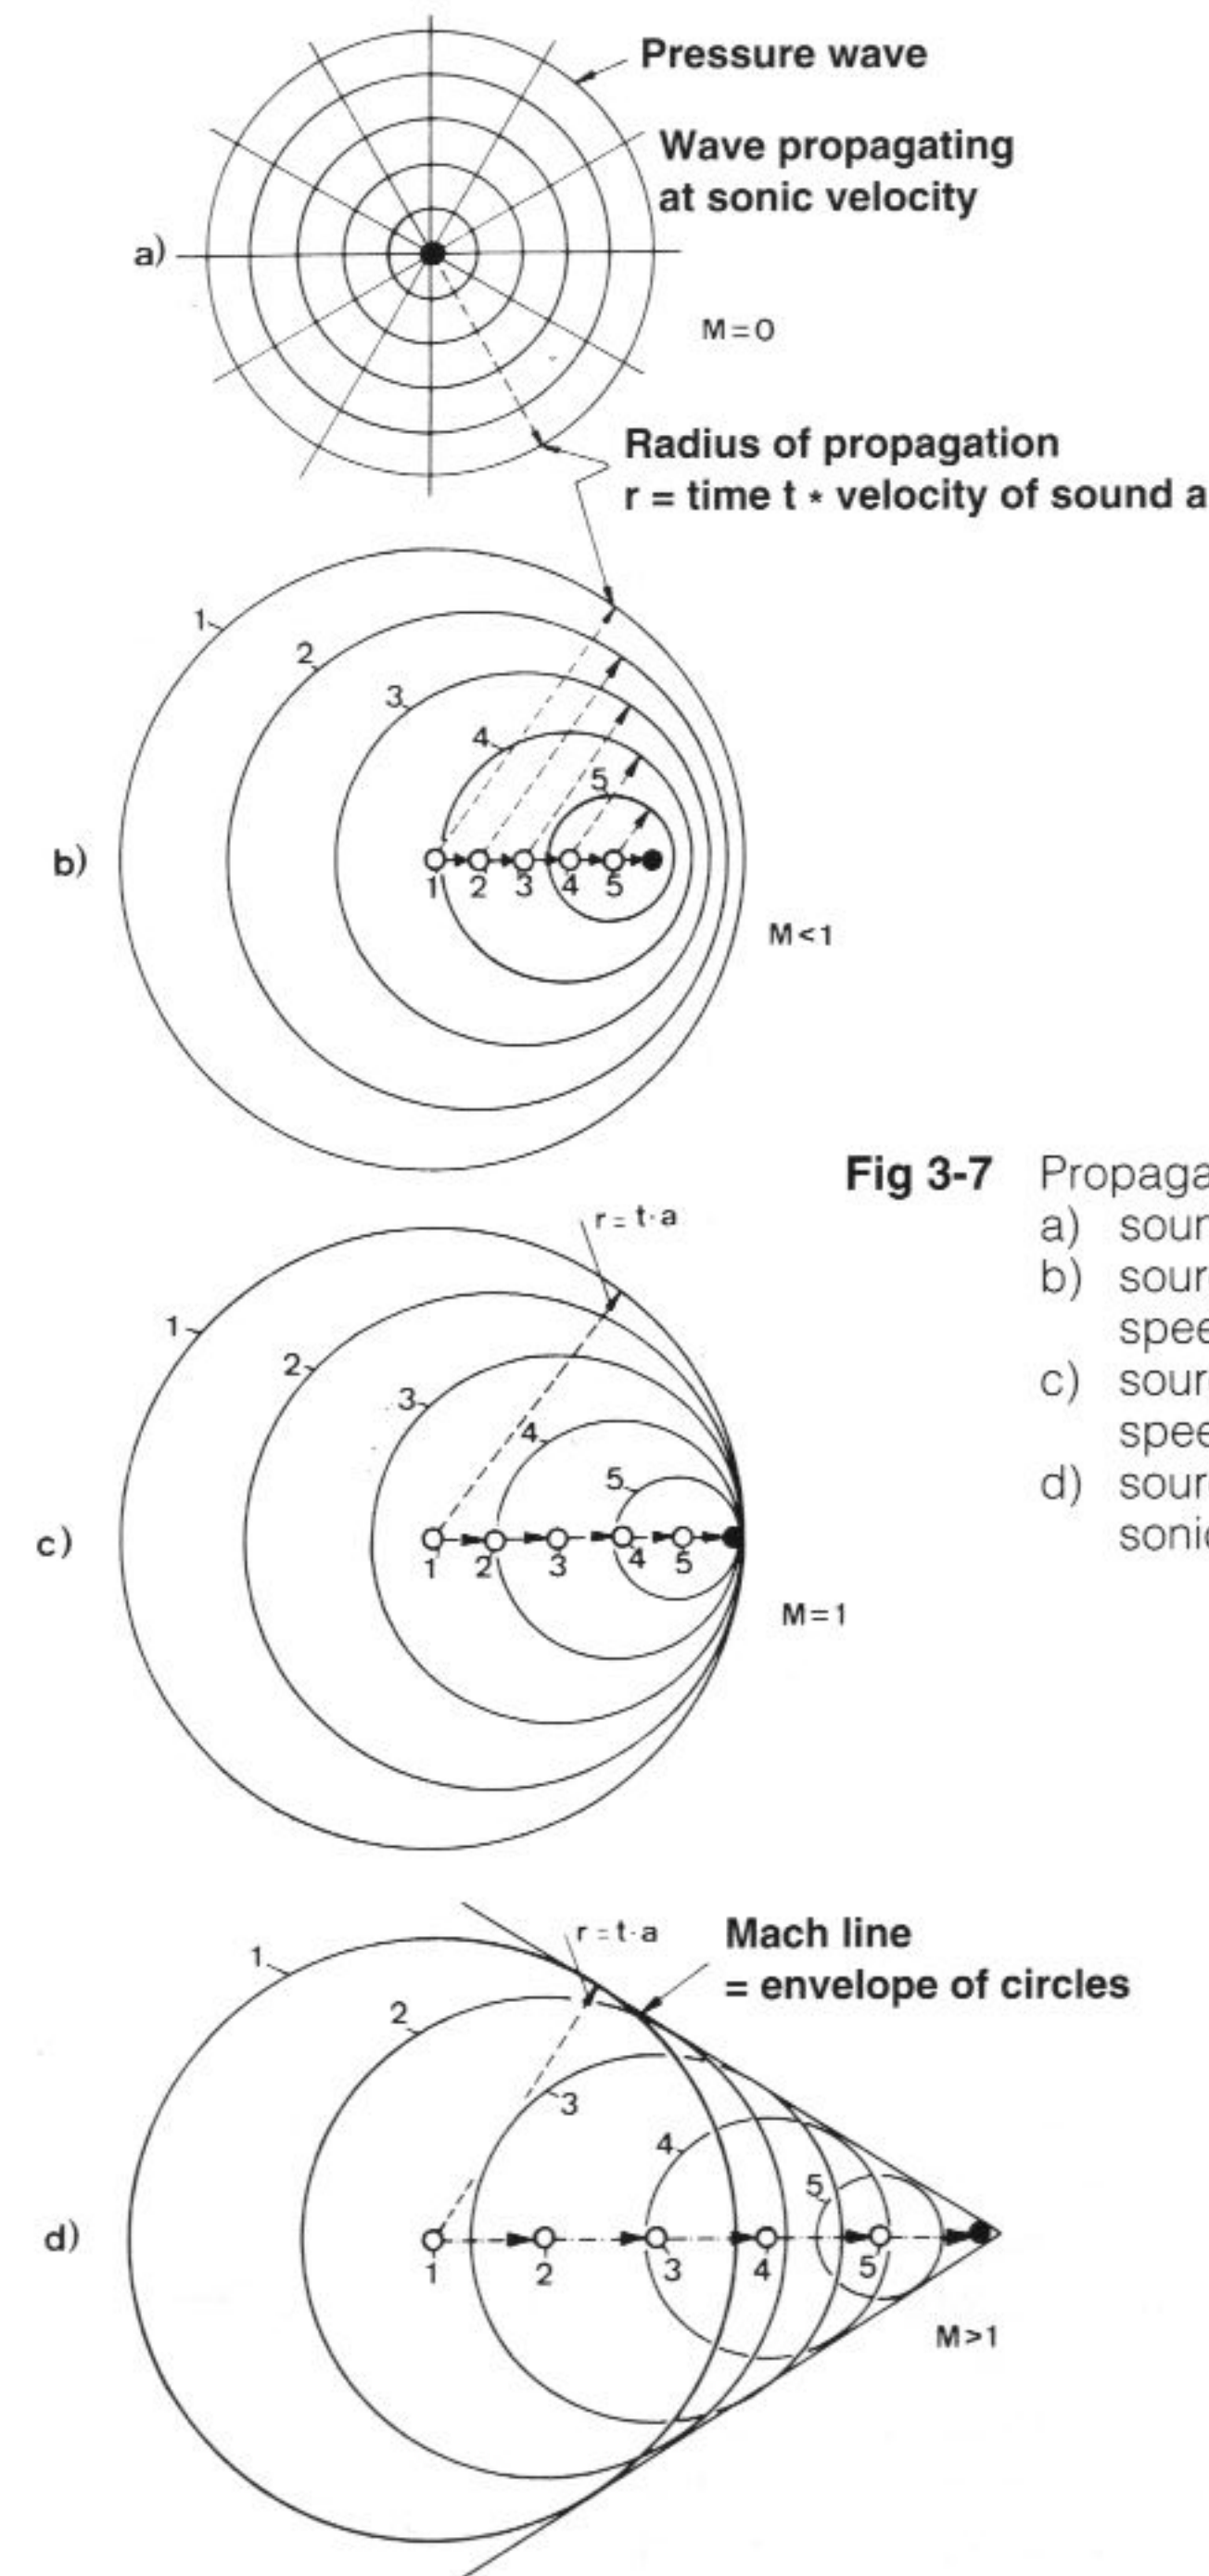 Pressure wave
Wave propagating
at sonic velocity
a)
M=0
Radius of propagation
r = time t * velocity of sound a
1
2
3
4
5
b)
1 2 3 4 5
M<1
Fig 3-7
a)
b)
c)
d)
r = t·a
1
2
3
4
5
c)
1 2 3 4 5
M=1
r = t·a
Mach line
= envelope of circles
1
2
3
4
5
d)
1 2 3 4 5
M>1